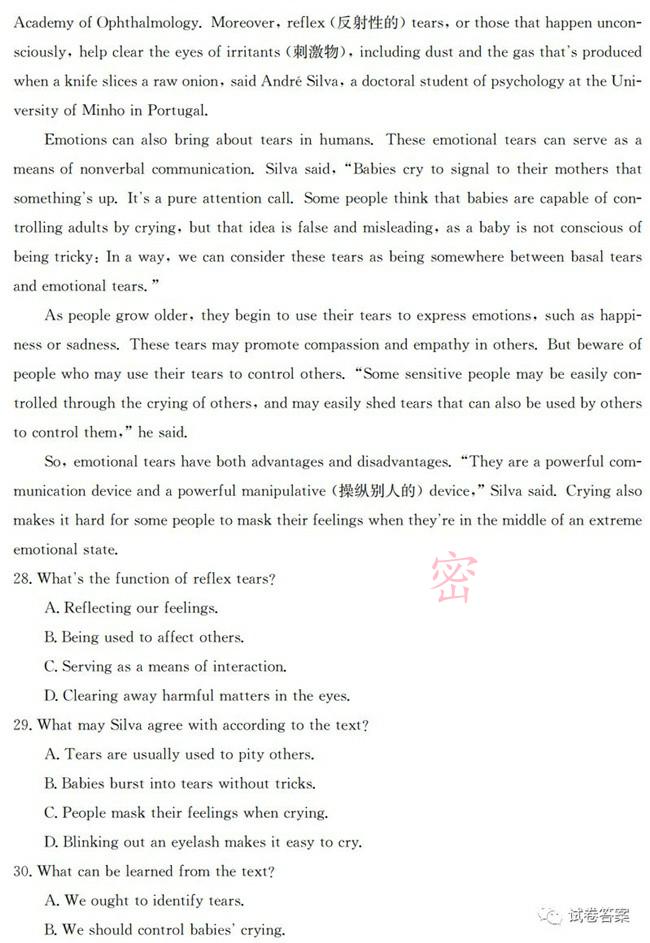 Academy of Ophthalmology. Moreover, reflex (反射性的) tears, or those that happen uncon-
sciously, help clear the eyes of irritants (刺激物), including dust and the gas that's produced
when a knife slices a raw onion, said André Silva, a doctoral student of psychology at the Uni-
versity of Minho in Portugal.
Emotions can also bring about tears in humans. These emotional tears can serve as a
means of nonverbal communication. Silva said, “Babies cry to signal to their mothers that
something's up. It's a pure attention call. Some people think that babies are capable of con-
trolling adults by crying, but that idea is false and misleading, as a baby is not conscious of
being tricky: In a way, we can consider these tears as being somewhere between basal tears
and emotional tears.”
As people grow older, they begin to use their tears to express emotions, such as happi-
ness or sadness. These tears may promote compassion and empathy in others. But beware of
people who may use their tears to control others. “Some sensitive people may be easily con-
trolled through the crying of others, and may easily shed tears that can also be used by others
to control them,” he said.
So, emotional tears have both advantages and disadvantages. “They are a powerful com-
munication device and a powerful manipulative (操纵别人的) device,” Silva said. Crying also
makes it hard for some people to mask their feelings when they're in the middle of an extreme
emotional state.
密
28. What's the function of reflex tears?
A. Reflecting our feelings.
B. Being used to affect others.
C. Serving as a means of interaction.
D. Clearing away harmful matters in the eyes.
29. What may Silva agree with according to the text?
A. Tears are usually used to pity others.
B. Babies burst into tears without tricks.
C. People mask their feelings when crying.
D. Blinking out an eyelash makes it easy to cry.
30. What can be learned from the text?
A. We ought to identify tears.
B. We should control babies' crying.
试卷答案